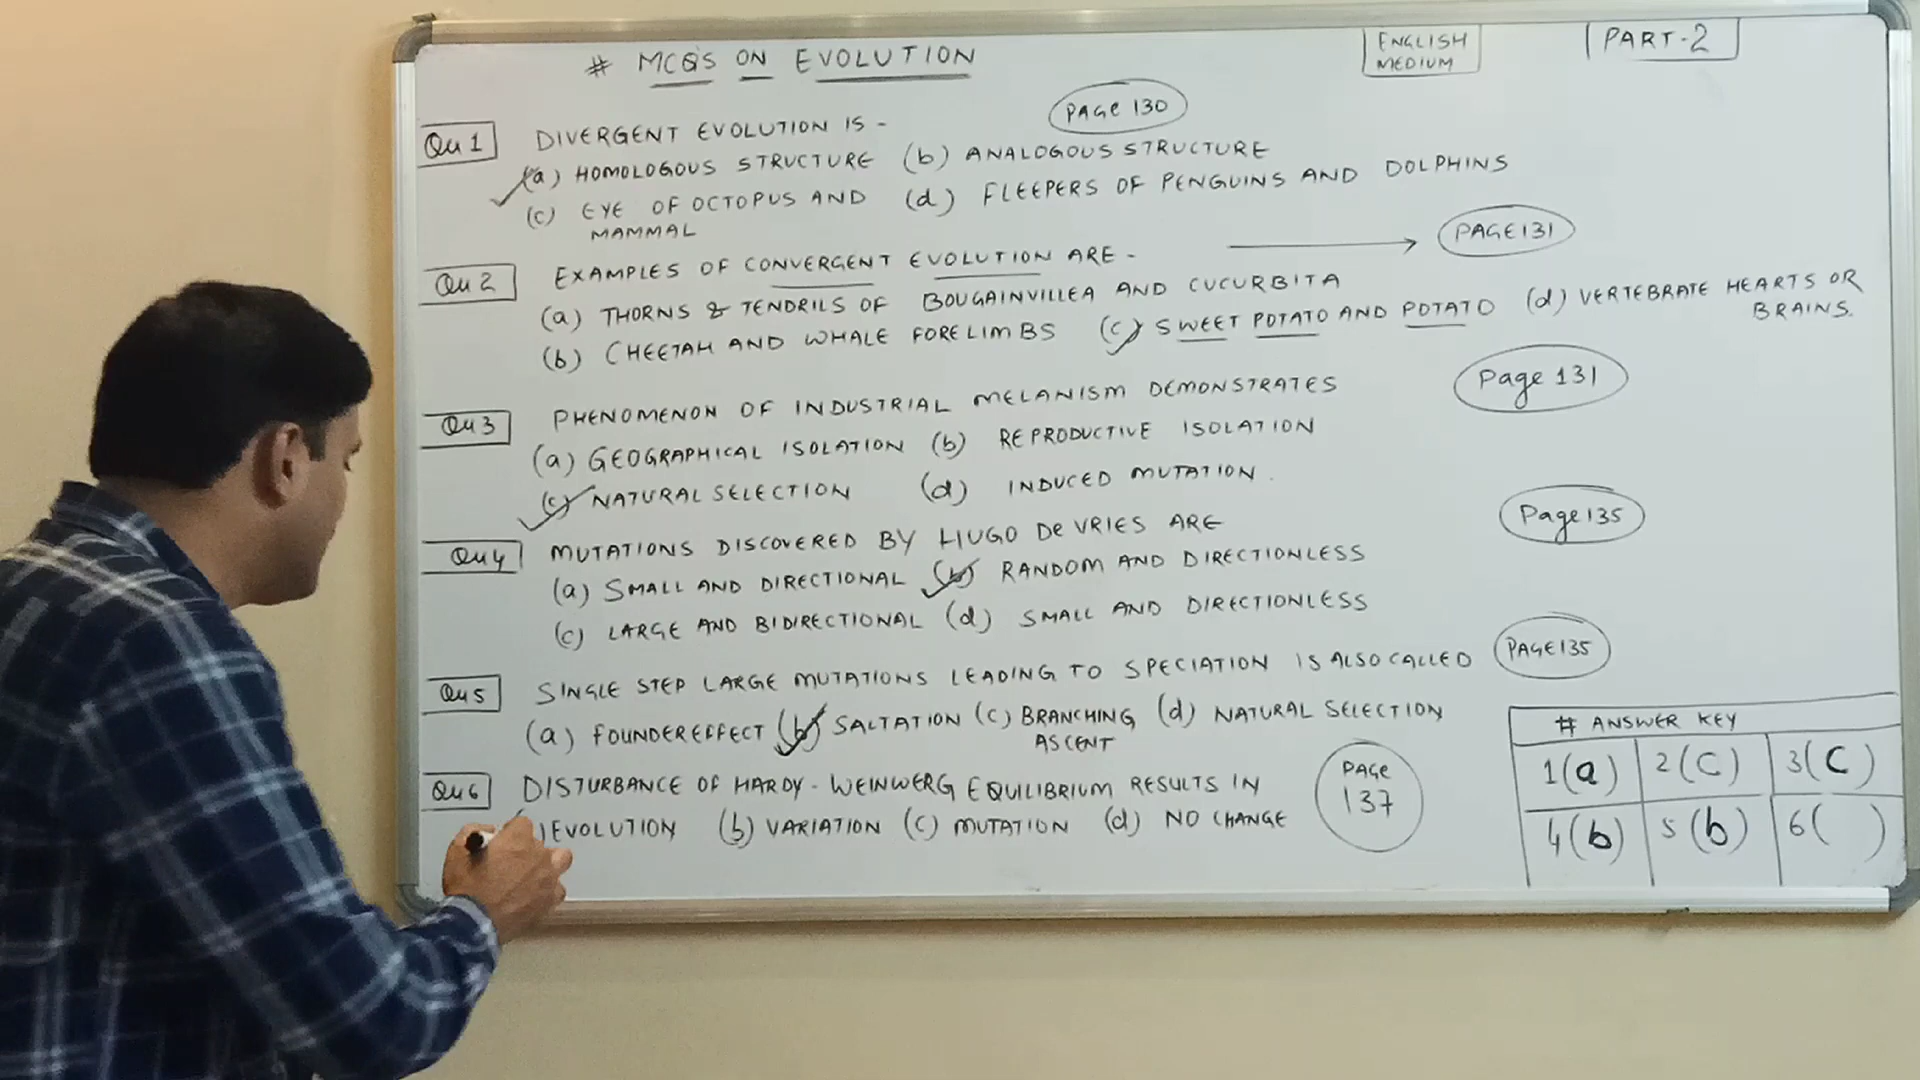 # MCQ'S ON EVOLUTION
ENGLISH MEDIUM
PART-2
Qu 1 DIVERGENT EVOLUTION IS -
PAGE 130
(a) HOMOLOGOUS STRUCTURE (b) ANALOGOUS STRUCTURE
(c) EYE OF OCTOPUS AND MAMMAL (d) FLEEPERS OF PENGUINS AND DOLPHINS
Qu 2 EXAMPLES OF CONVERGENT EVOLUTION ARE -
PAGE 131
(a) THORNS & TENDRILS OF BOUGAINVILLEA AND CUCURBITA
(b) CHEETAH AND WHALE FORELIMBS (c) SWEET POTATO AND POTATO (d) VERTEBRATE HEARTS OR BRAINS.
Qu 3 PHENOMENON OF INDUSTRIAL MELANISM DEMONSTRATES
Page 131
(a) GEOGRAPHICAL ISOLATION (b) REPRODUCTIVE ISOLATION
(c) NATURAL SELECTION (d) INDUCED MUTATION.
Qu 4 MUTATIONS DISCOVERED BY HUGO De VRIES ARE
Page 135
(a) SMALL AND DIRECTIONAL (b) RANDOM AND DIRECTIONLESS
(c) LARGE AND BIDIRECTIONAL (d) SMALL AND DIRECTIONLESS
Qu 5 SINGLE STEP LARGE MUTATIONS LEADING TO SPECIATION IS ALSO CALLED
PAGE 135
(a) FOUNDER EFFECT (b) SALTATION (c) BRANCHING ASCENT (d) NATURAL SELECTION
Qu 6 DISTURBANCE OF HARDY-WEINWERG EQUILIBRIUM RESULTS IN
PAGE 137
) EVOLUTION (b) VARIATION (c) MUTATION (d) NO CHANGE
# ANSWER KEY
1(a) 2(C) 3(C)
4(b) 5(b) 6( )